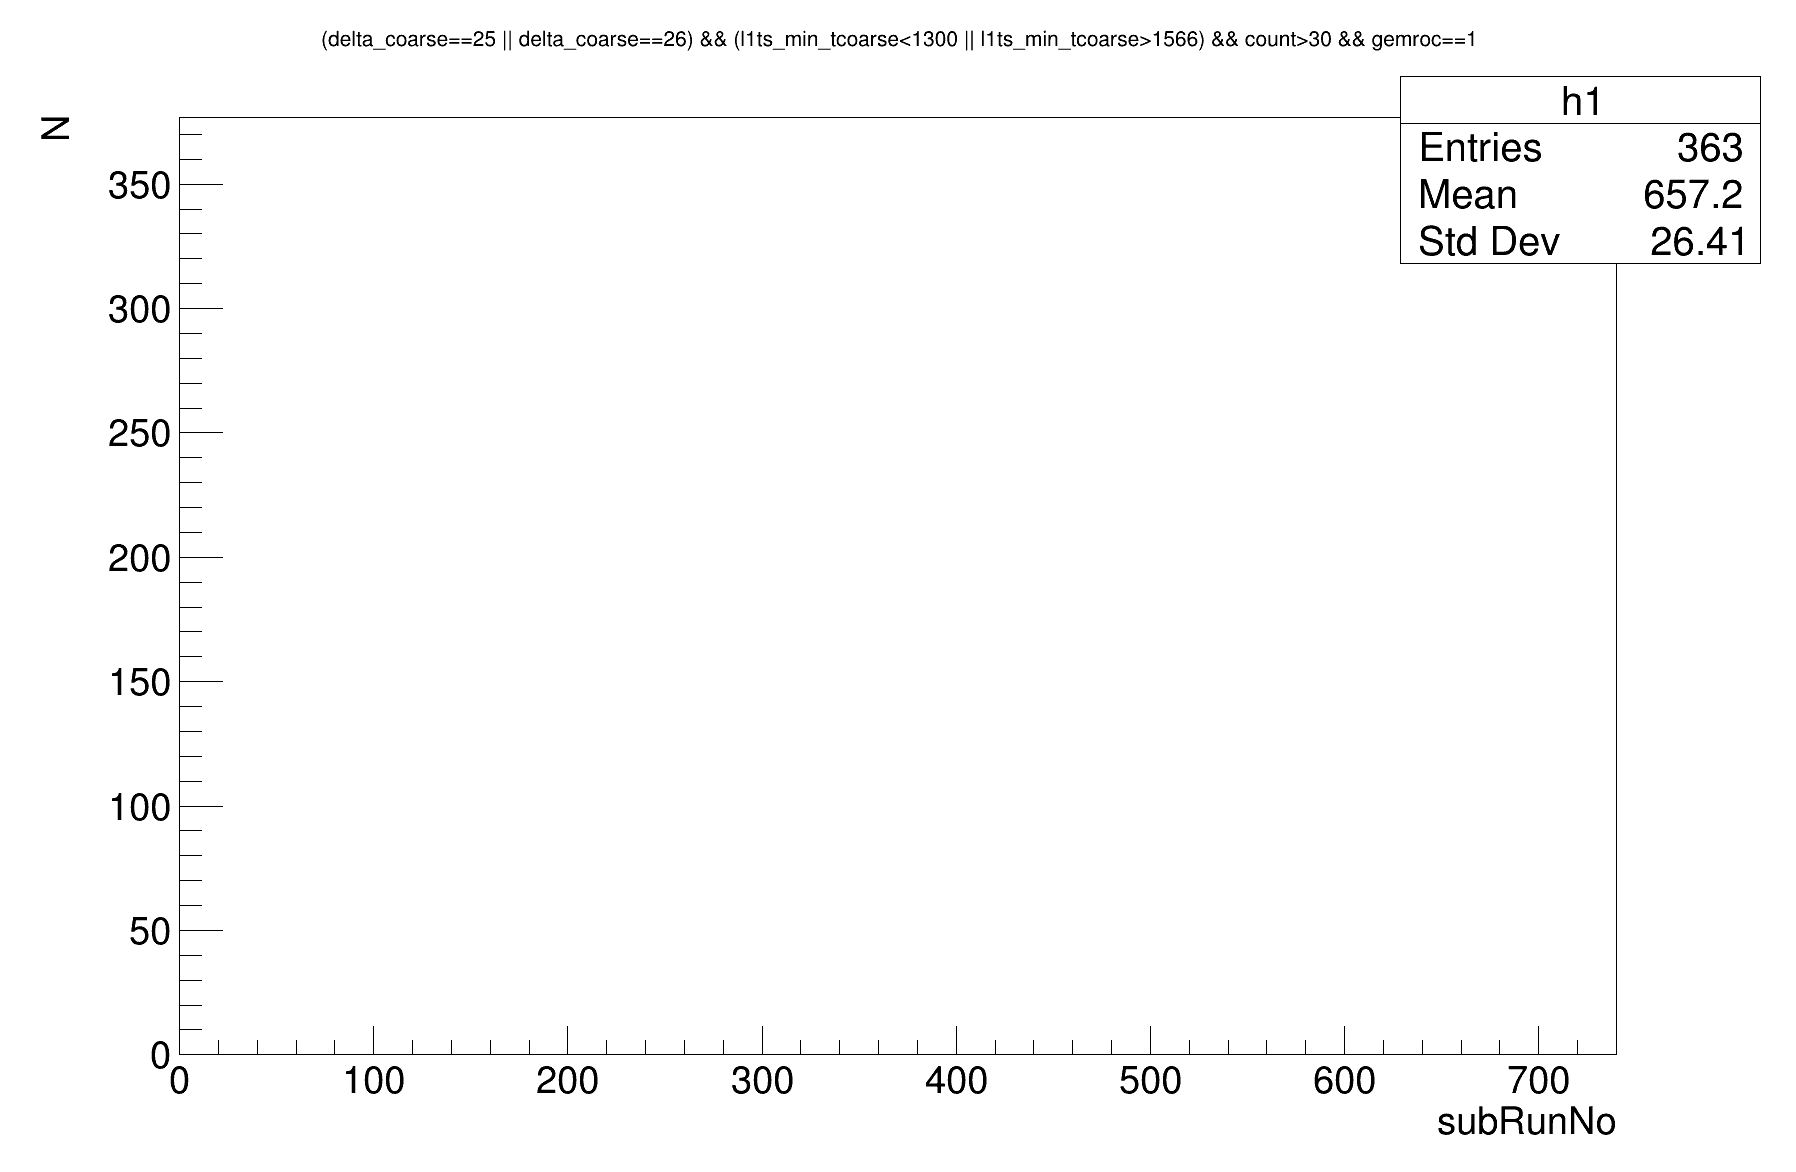 (delta_coarse==25 || delta_coarse==26) && (l1ts_min_tcoarse<1300 || l1ts_min_tcoarse>1566) && count>30 && gemroc==1
h1
Entries 363
Mean 657.2
Std Dev 26.41
N
350
300
250
200
150
100
50
0
0 100 200 300 400 500 600 700
subRunNo